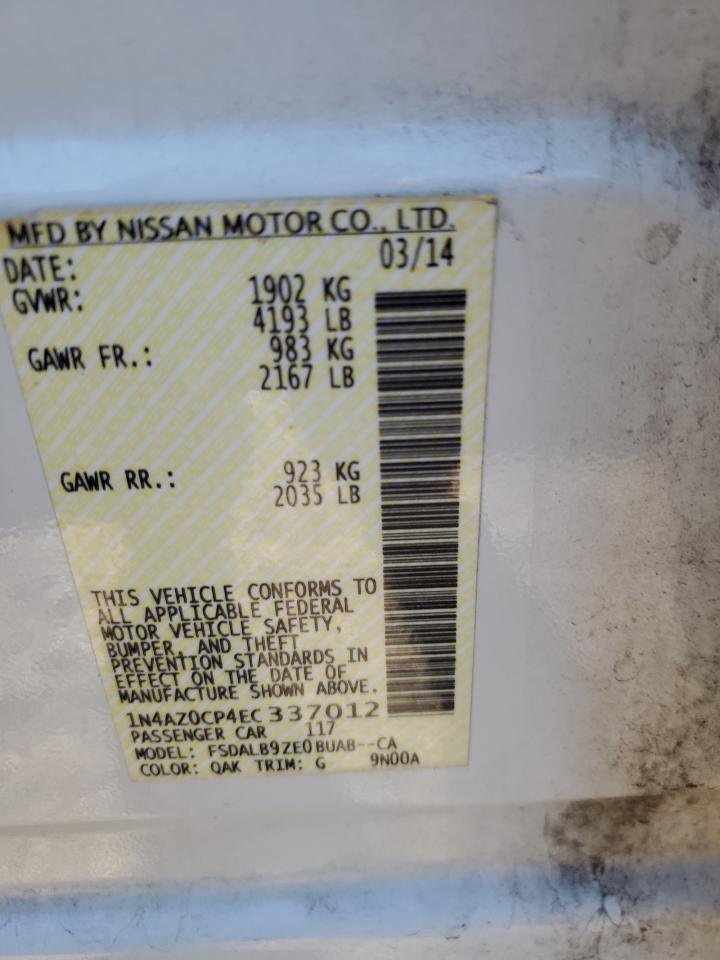 MFD BY NISSAN MOTOR CO., LTD.
DATE: 03/14
GVWR: 1902 KG
4193 LB
GAWR FR.: 983 KG
2167 LB
GAWR RR.: 923 KG
2035 LB
THIS VEHICLE CONFORMS TO
ALL APPLICABLE FEDERAL
MOTOR VEHICLE SAFETY,
BUMPER, AND THEFT
PREVENTION STANDARDS IN
EFFECT ON THE DATE OF
MANUFACTURE SHOWN ABOVE.
1N4AZ0CP4EC337012
PASSENGER CAR 117
MODEL: FSDALB9ZE0BUAB--CA
COLOR: QAK TRIM: G 9N00A